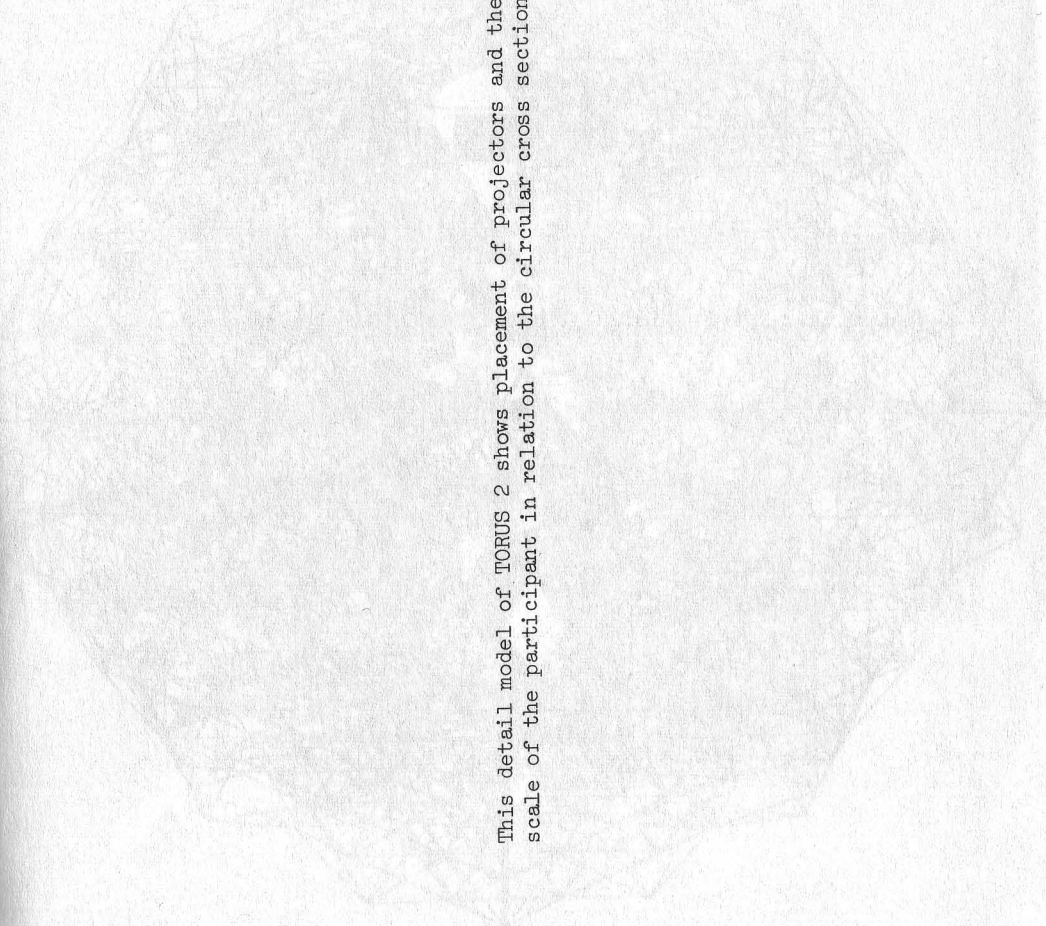 This detail model of TORUS 2 shows placement of projectors and the
scale of the participant in relation to the circular cross section